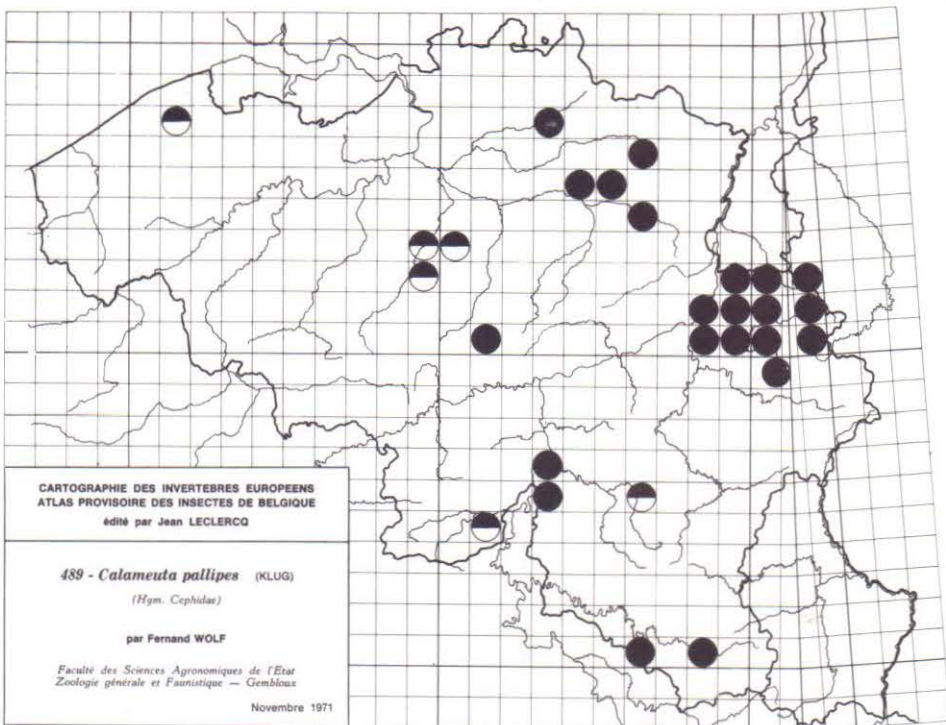 CARTOGRAPHIE DES INVERTEBRES EUROPEENS
ATLAS PROVISOIRE DES INSECTES DE BELGIQUE
édité par Jean LECLERCQ
489 - Calameuta pallipes (KLUG)
(Hym. Cephidae)
par Fernand WOLF
Faculté des Sciences Agronomiques de l'Etat
Zoologie générale et Faunistique — Gembloux
Novembre 1971